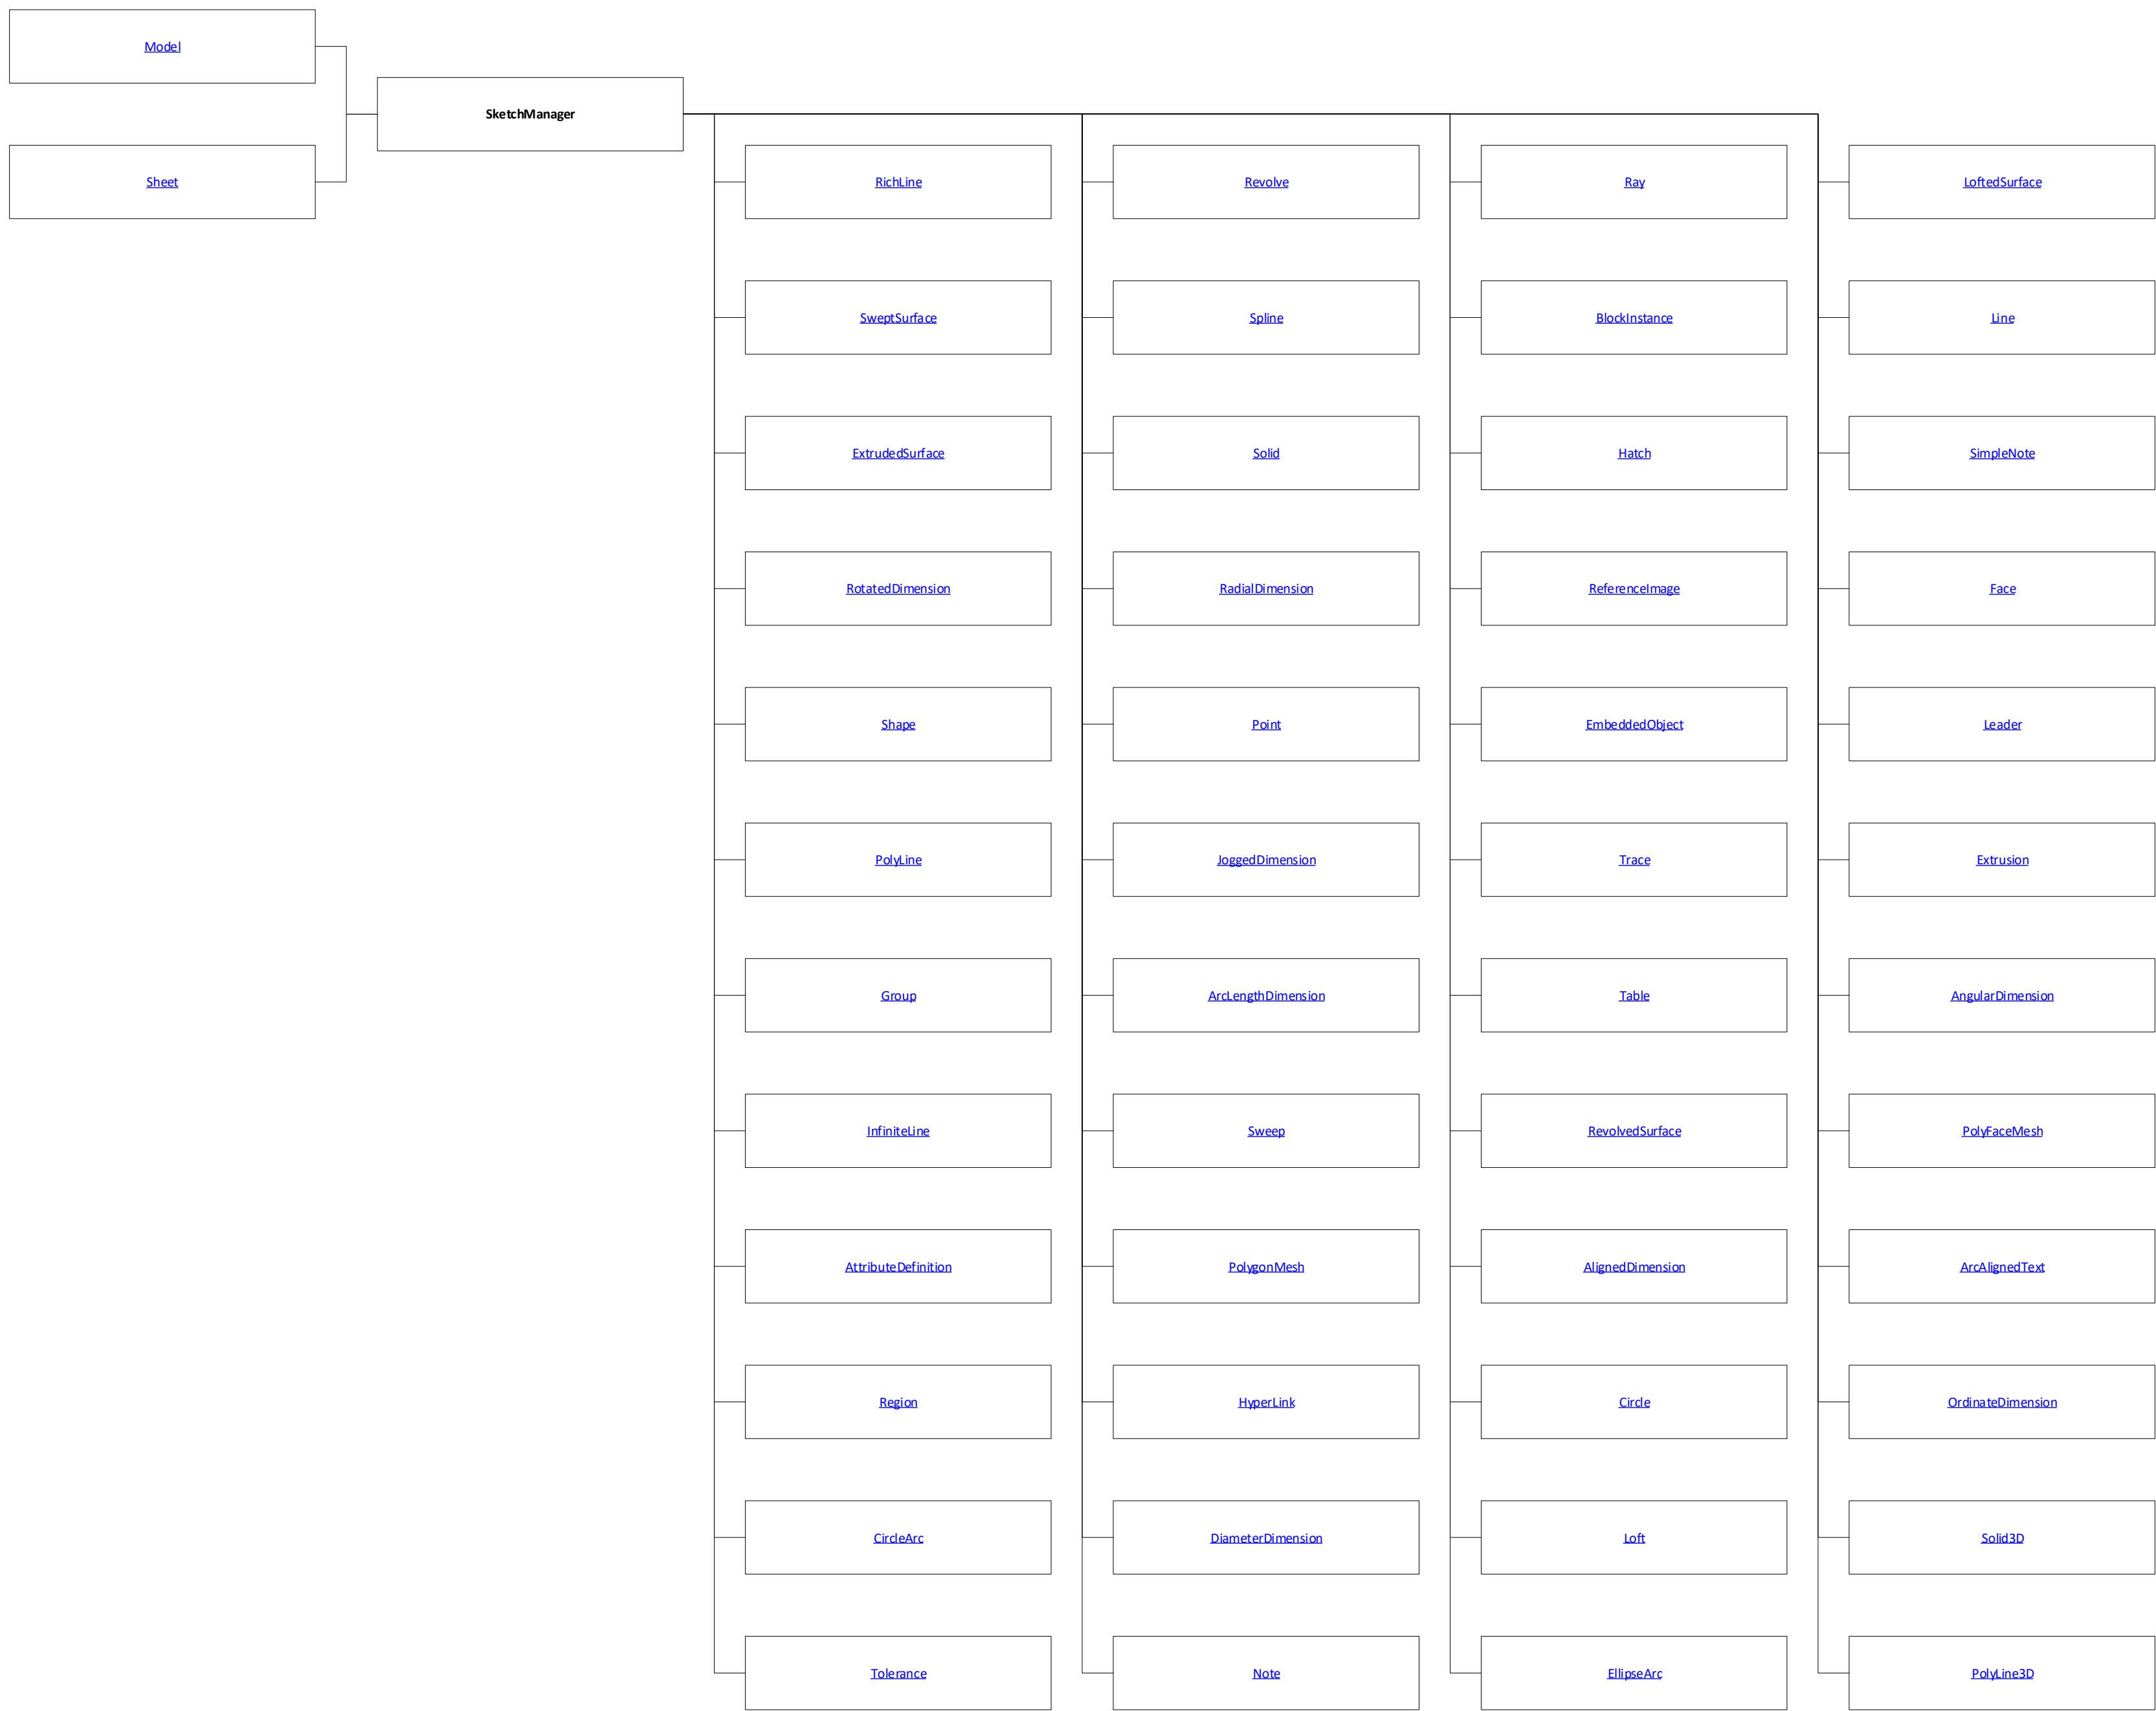 Model
SketchManager
Sheet
RichLine
Revolve
Ray
LoftedSurface
SweptSurface
Spline
BlockInstance
Line
ExtrudedSurface
Solid
Hatch
SimpleNote
RotatedDimension
RadialDimension
ReferenceImage
Face
Shape
Point
EmbeddedObject
Leader
PolyLine
JoggedDimension
Trace
Extrusion
Group
ArcLengthDimension
Table
AngularDimension
InfiniteLine
Sweep
RevolvedSurface
PolyFaceMesh
AttributeDefinition
PolygonMesh
AlignedDimension
ArcAlignedText
Region
HyperLink
Circle
OrdinateDimension
CircleArc
DiameterDimension
Loft
Solid3D
Tolerance
Note
EllipseArc
PolyLine3D